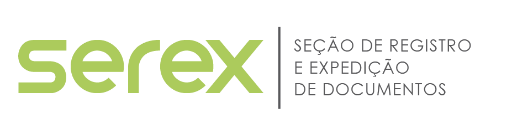 serex
SEÇÃO DE REGISTRO
E EXPEDIÇÃO
DE DOCUMENTOS